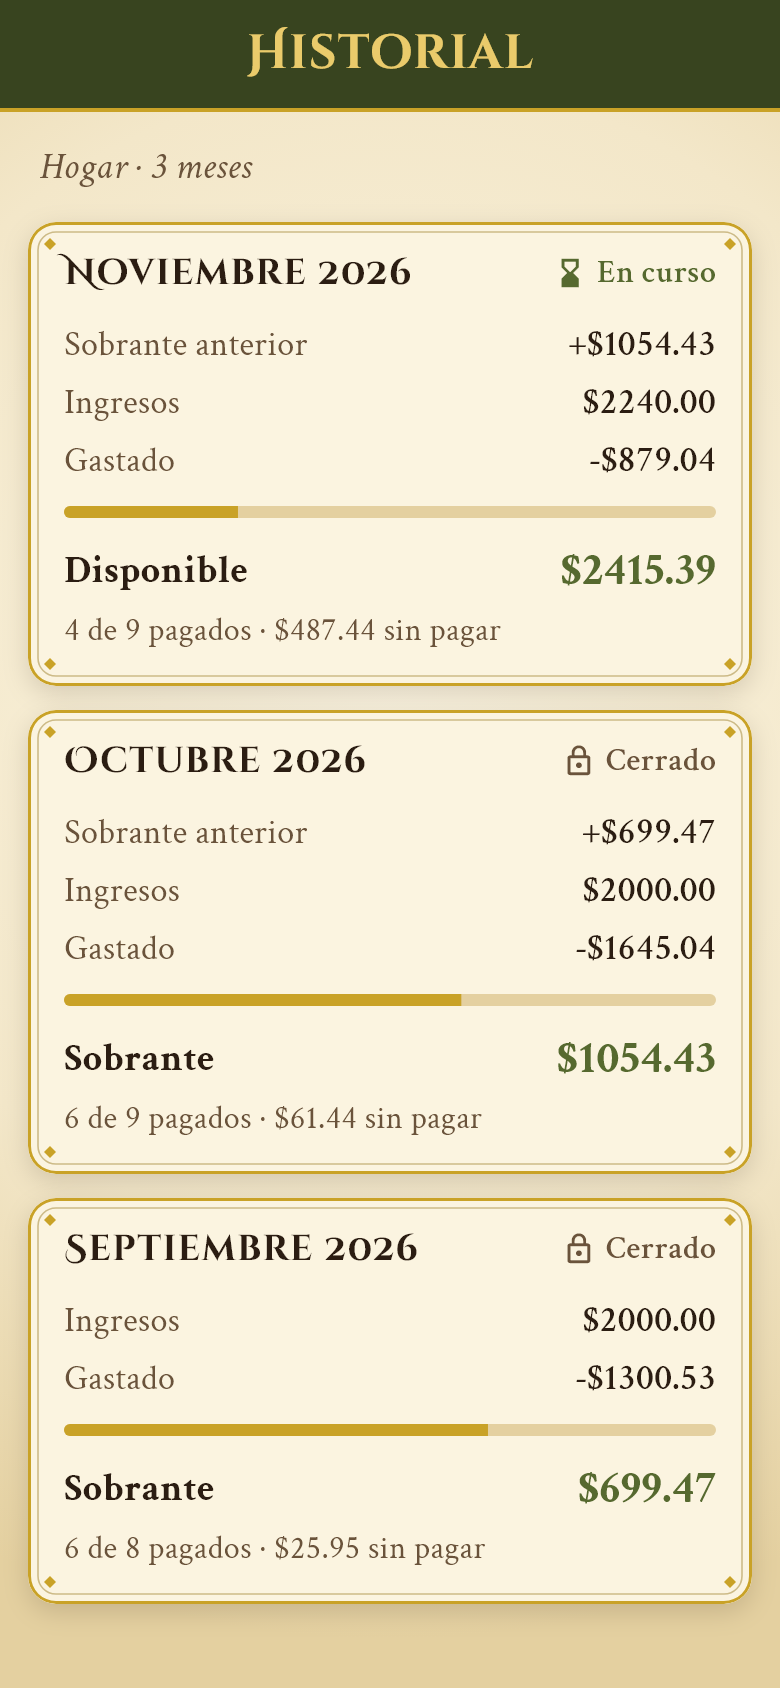 Historial
Hogar · 3 meses
Noviembre 2026 En curso
Sobrante anterior +$1054.43
Ingresos $2240.00
Gastado -$879.04
Disponible $2415.39
4 de 9 pagados · $487.44 sin pagar
Octubre 2026 Cerrado
Sobrante anterior +$699.47
Ingresos $2000.00
Gastado -$1645.04
Sobrante $1054.43
6 de 9 pagados · $61.44 sin pagar
Septiembre 2026 Cerrado
Ingresos $2000.00
Gastado -$1300.53
Sobrante $699.47
6 de 8 pagados · $25.95 sin pagar